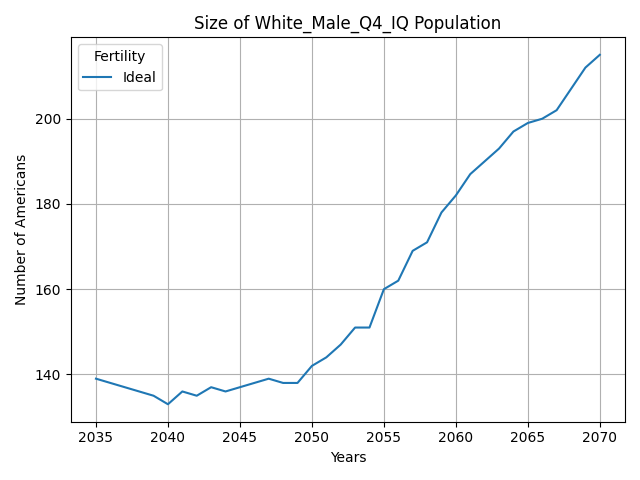 Size of White_Male_Q4_IQ Population
Fertility
Ideal
Number of Americans
200
180
160
140
2035 2040 2045 2050 2055 2060 2065 2070
Years